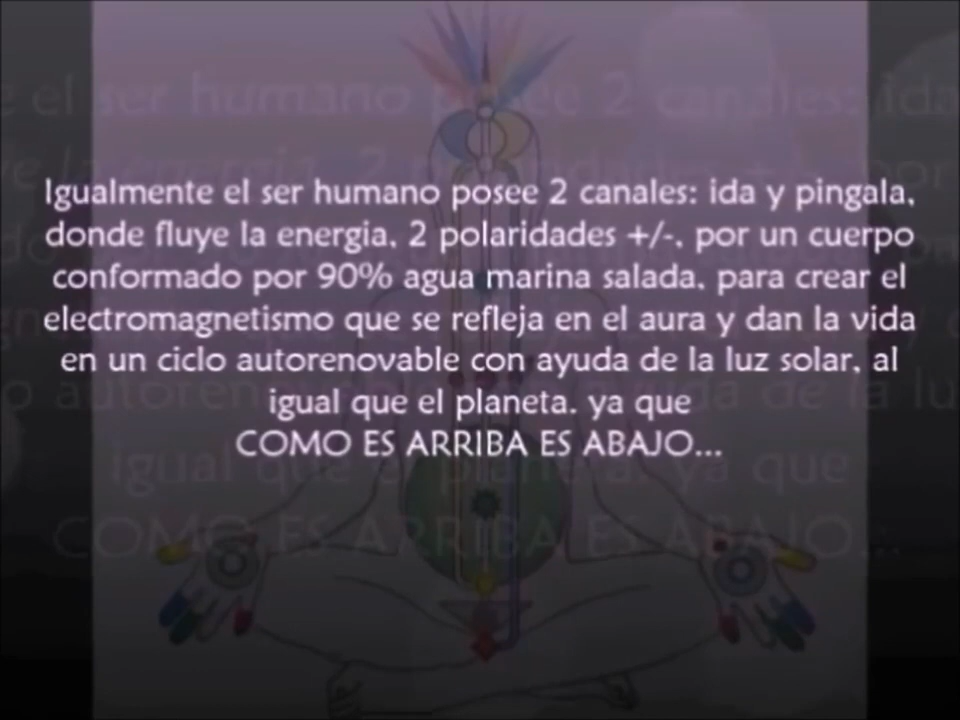 Igualmente el ser humano posee 2 canales: ida y pingala,
donde fluye la energia, 2 polaridades +/-, por un cuerpo
conformado por 90% agua marina salada, para crear el
electromagnetismo que se refleja en el aura y dan la vida
en un ciclo autorenovable con ayuda de la luz solar, al
igual que el planeta. ya que
COMO ES ARRIBA ES ABAJO...